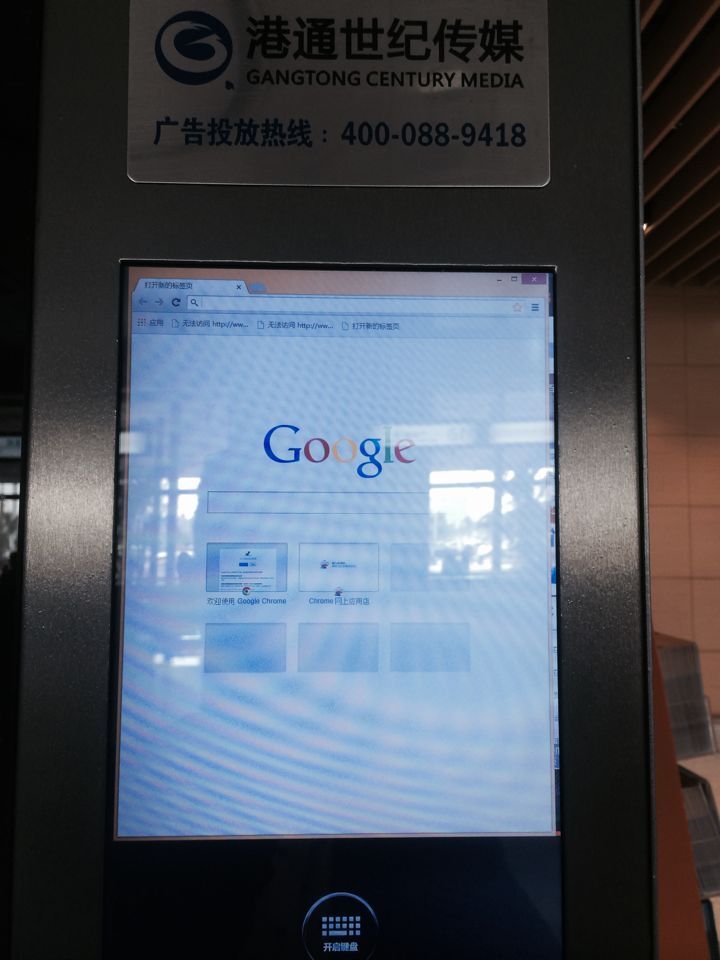 港通世纪传媒
GANGTONG CENTURY MEDIA
广告投放热线：400-088-9418
打开新的标签页
应用 无法访问 http://ww... 无法访问 http://ww... 打开新的标签页
Google
欢迎使用 Google Chrome Chrome 网上应用店
开启键盘